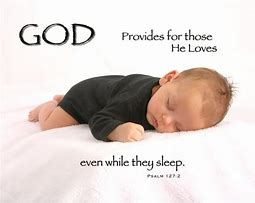 GOD
Provides for those
He Loves
even while they sleep.
PSALM 127:2